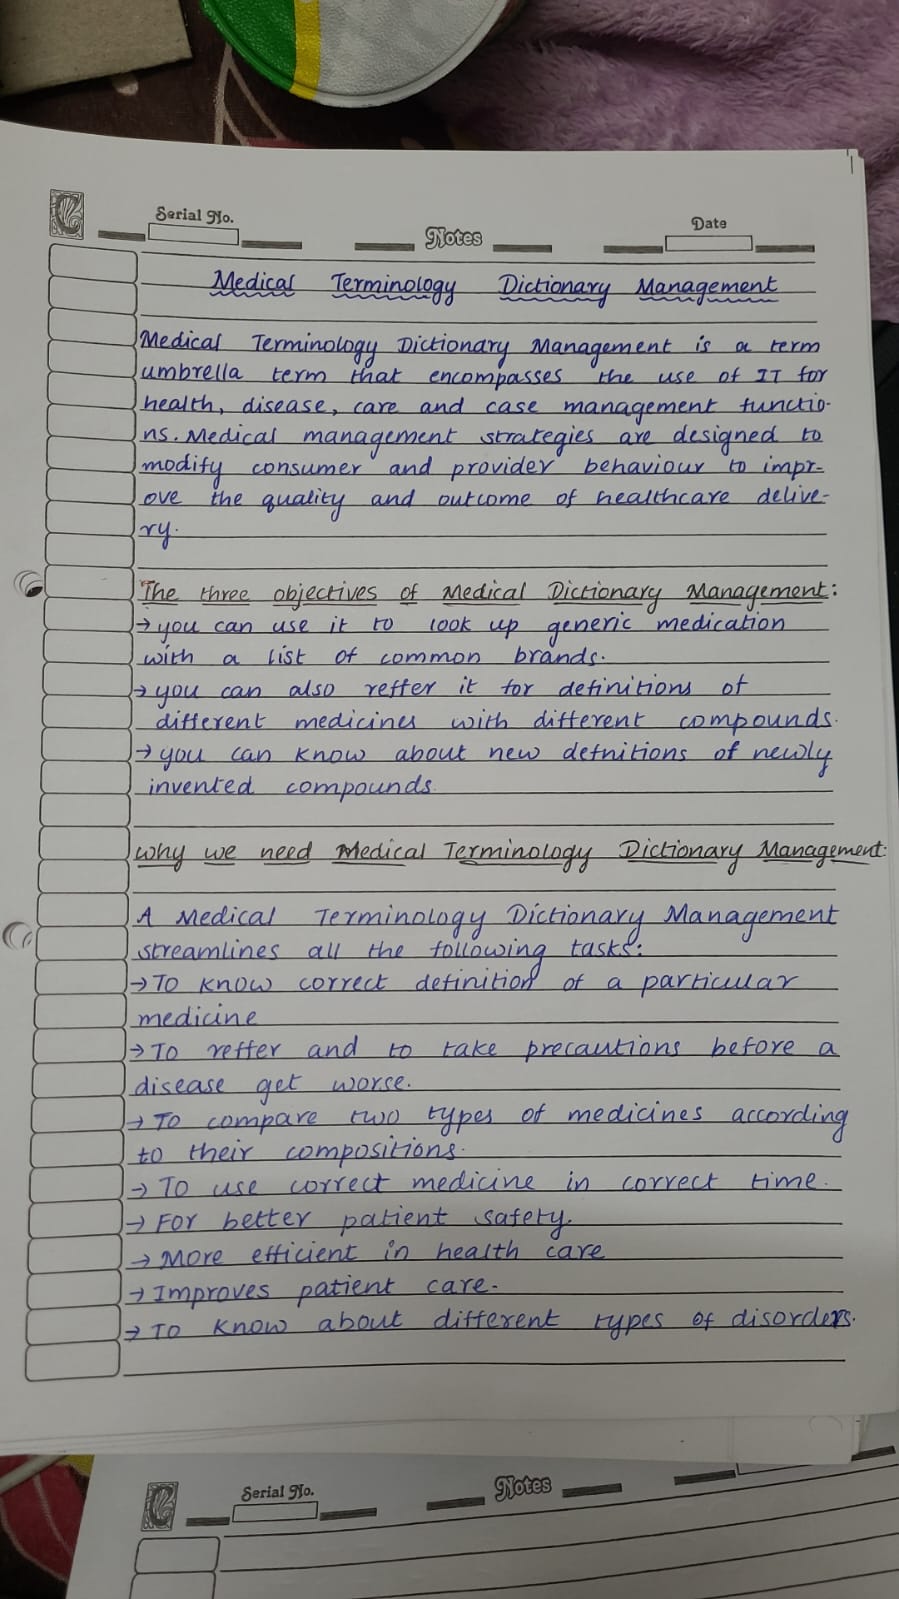 Serial No.
Notes
Date
Medical Terminology Dictionary Management
Medical Terminology Dictionary Management is a term
umbrella term that encompasses the use of IT for
health, disease, care and case management functio-
ns. Medical management strategies are designed to
modify consumer and provider behaviour to impr-
ove the quality and outcome of healthcare delive-
ry.
The three objectives of Medical Dictionary Management:
→ you can use it to look up generic medication
with a list of common brands.
→ you can also reffer it for definitions of
different medicines with different compounds.
→ you can know about new defnitions of newly
invented compounds.
Why we need Medical Terminology Dictionary Management:
A Medical Terminology Dictionary Management
streamlines all the following tasks:
→ To know correct definition of a particular
medicine
→ To reffer and to take precautions before a
disease get worse.
→ To compare two types of medicines according
to their compositions.
→ To use correct medicine in correct time.
→ For better patient safety.
→ More efficient in health care
→ Improves patient care.
→ To know about different types of disorders.
Serial No.
Notes